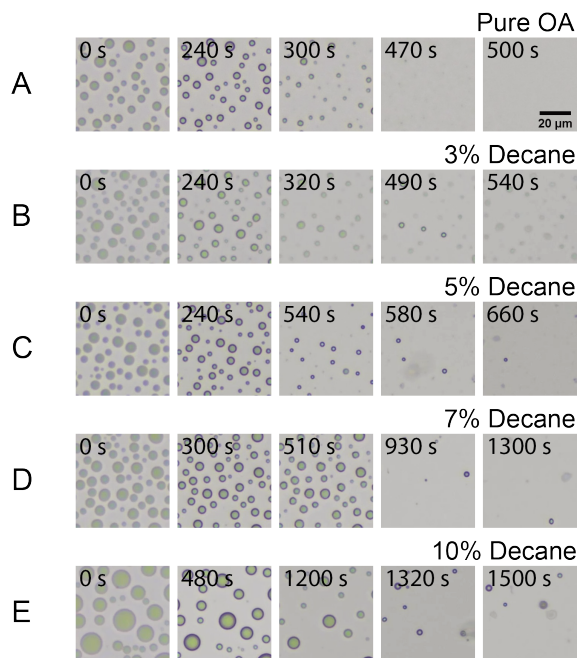 Pure OA
A
0 s 240 s 300 s 470 s 500 s
20 µm
3% Decane
B
0 s 240 s 320 s 490 s 540 s
5% Decane
C
0 s 240 s 540 s 580 s 660 s
7% Decane
D
0 s 300 s 510 s 930 s 1300 s
10% Decane
E
0 s 480 s 1200 s 1320 s 1500 s